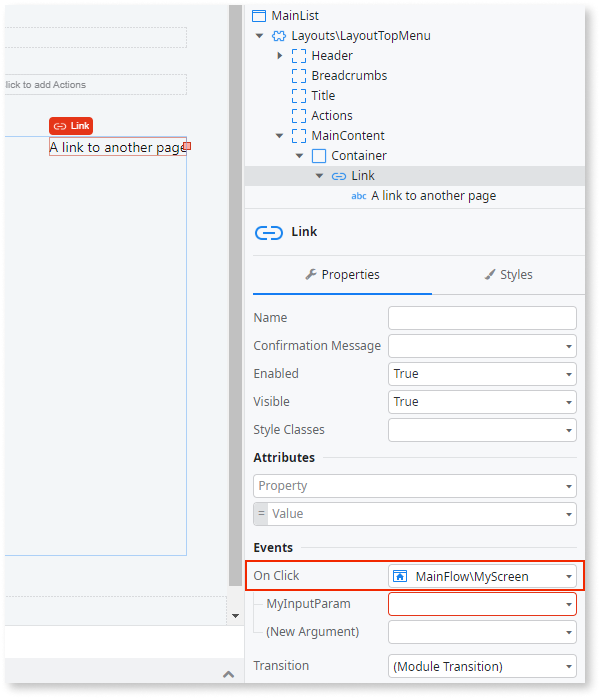 MainList
Layouts\LayoutTopMenu
Header
Breadcrumbs
Title
Actions
MainContent
Container
Link
abc A link to another page
lick to add Actions
Link
A link to another page
Link
Properties
Styles
Name
Confirmation Message
Enabled True
Visible True
Style Classes
Attributes
Property
= Value
Events
On Click MainFlow\MyScreen
MyInputParam
(New Argument)
Transition (Module Transition)